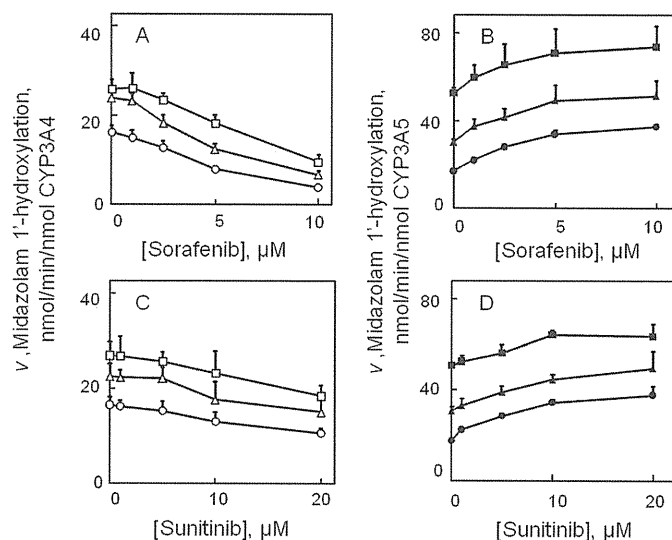 v, Midazolam 1'-hydroxylation,
nmol/min/nmol CYP3A4
A
40
20
0
0 5 10
[Sorafenib], µM
v, Midazolam 1'-hydroxylation,
nmol/min/nmol CYP3A5
B
80
40
0
0 5 10
[Sorafenib], µM
C
40
20
0
0 10 20
[Sunitinib], µM
D
80
40
0
0 10 20
[Sunitinib], µM